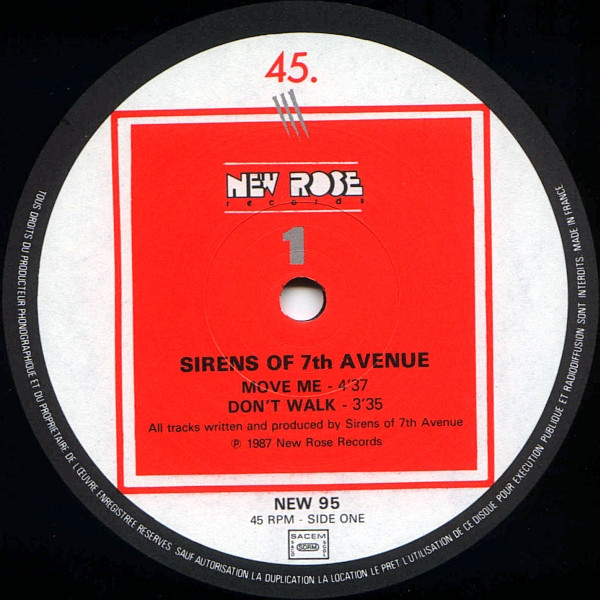 45.
NEW ROSE
records
1
SIRENS OF 7th AVENUE
MOVE ME - 4'37
DON'T WALK - 3'35
All tracks written and produced by Sirens of 7th Avenue
℗ 1987 New Rose Records
NEW 95
45 RPM - SIDE ONE
SACEM
SDRM
SACD
SGDL
TOUS DROITS DU PRODUCTEUR PHONOGRAPHIQUE ET DU PROPRIETAIRE DE L'ŒUVRE ENREGISTREE RESERVES SAUF AUTORISATION LA DUPLICATION LA LOCATION LE PRET L'UTILISATION DE CE DISQUE POUR EXECUTION PUBLIQUE ET RADIODIFFUSION SONT INTERDITS. MADE IN FRANCE.